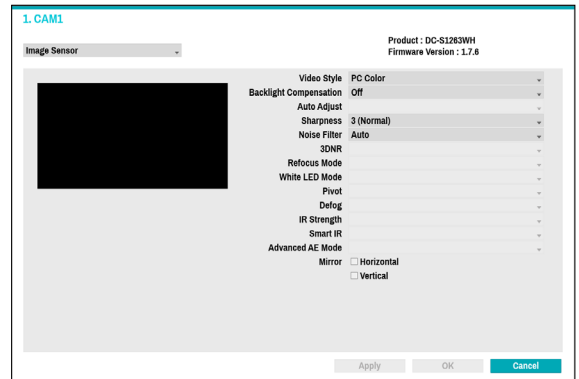 1. CAM1
Image Sensor
Product : DC-S1263WH
Firmware Version : 1.7.6
Video Style PC Color
Backlight Compensation Off
Auto Adjust
Sharpness 3 (Normal)
Noise Filter Auto
3DNR
Refocus Mode
White LED Mode
Pivot
Defog
IR Strength
Smart IR
Advanced AE Mode
Mirror Horizontal
Vertical
Apply OK Cancel